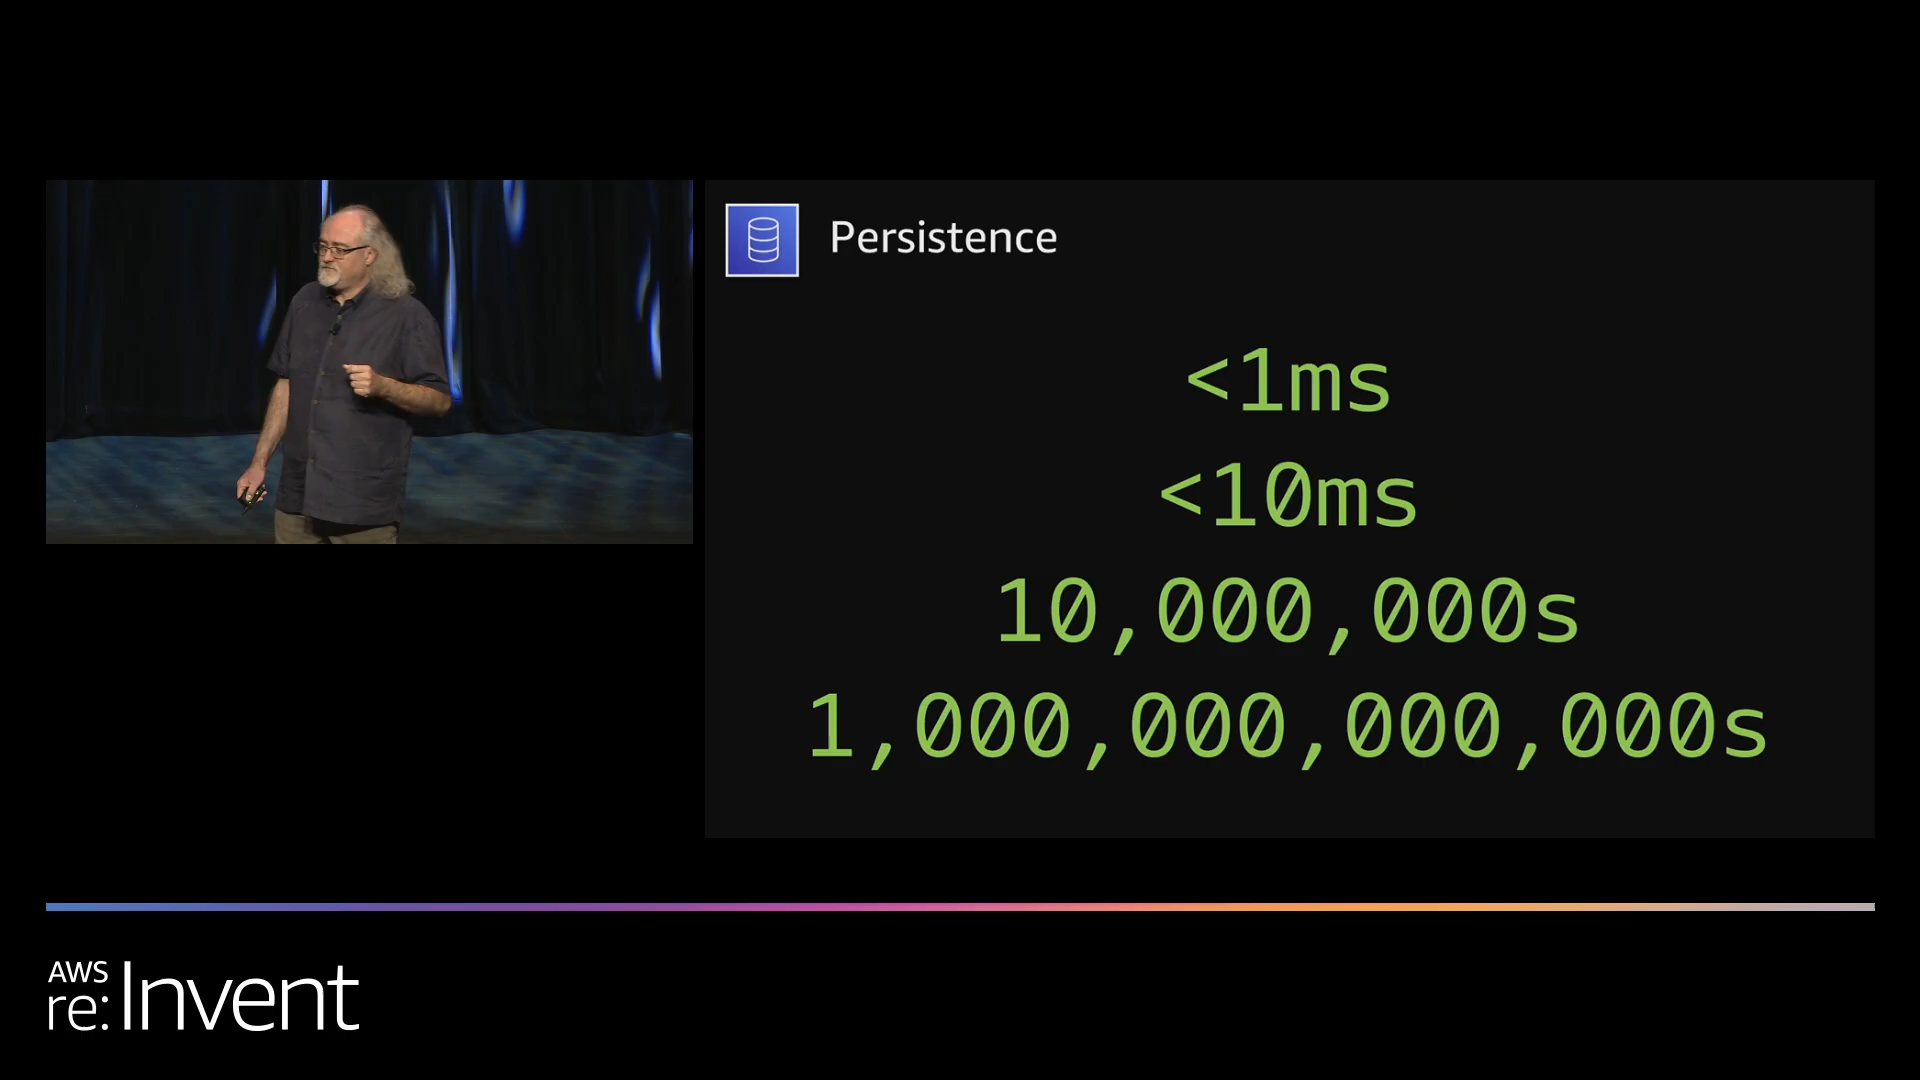 Persistence
<1ms
<10ms
10,000,000s
1,000,000,000,000s
AWS
re:Invent